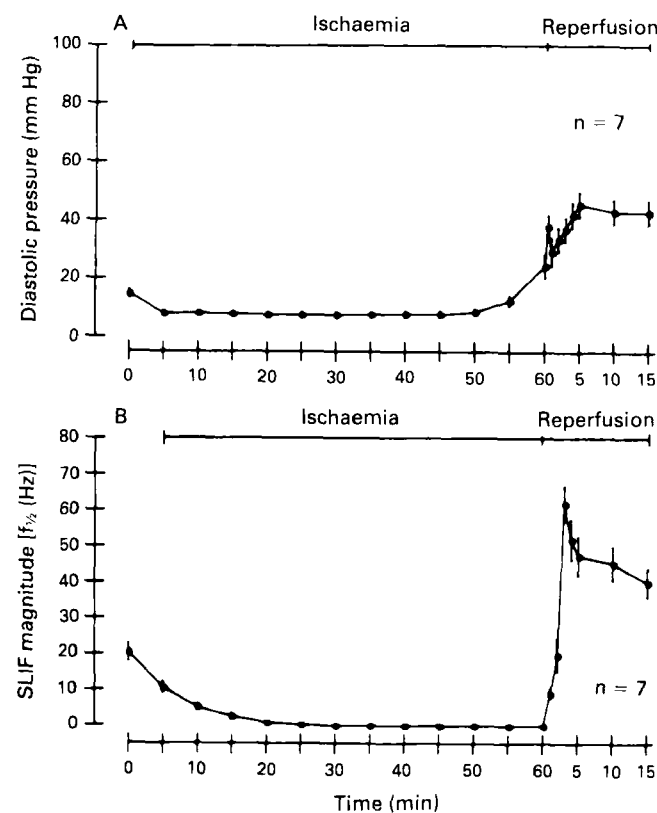 A
Ischaemia Reperfusion
100
80
60
40
20
0
Diastolic pressure (mm Hg)
n = 7
0 10 20 30 40 50 60 5 10 15
B
Ischaemia Reperfusion
80
70
60
50
40
30
20
10
0
SLIF magnitude [f½ (Hz)]
n = 7
0 10 20 30 40 50 60 5 10 15
Time (min)